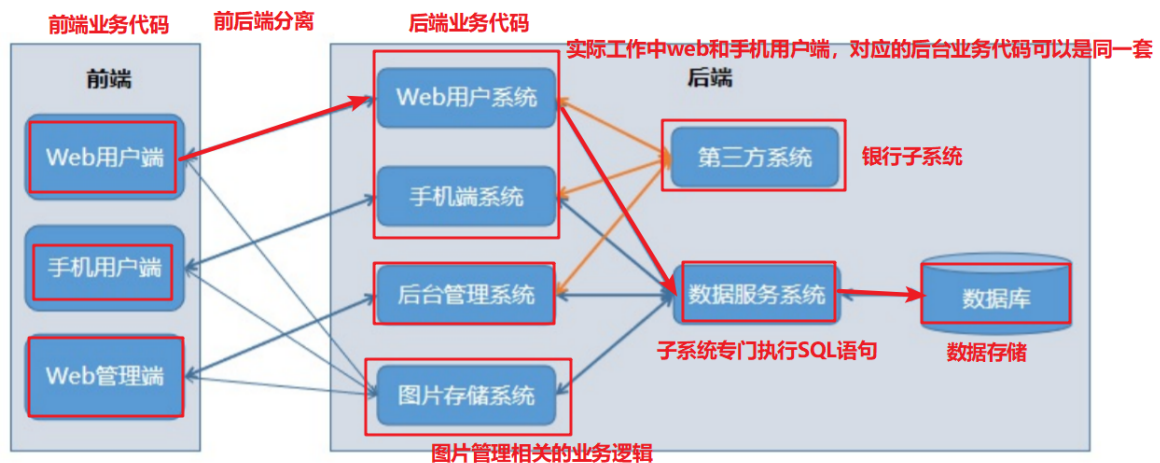 前端业务代码
前后端分离
后端业务代码
实际工作中web和手机用户端，对应的后台业务代码可以是同一套
前端
后端
Web用户端
手机用户端
Web管理端
Web用户系统
手机端系统
后台管理系统
图片存储系统
图片管理相关的业务逻辑
第三方系统
银行子系统
数据服务系统
子系统专门执行SQL语句
数据库
数据存储